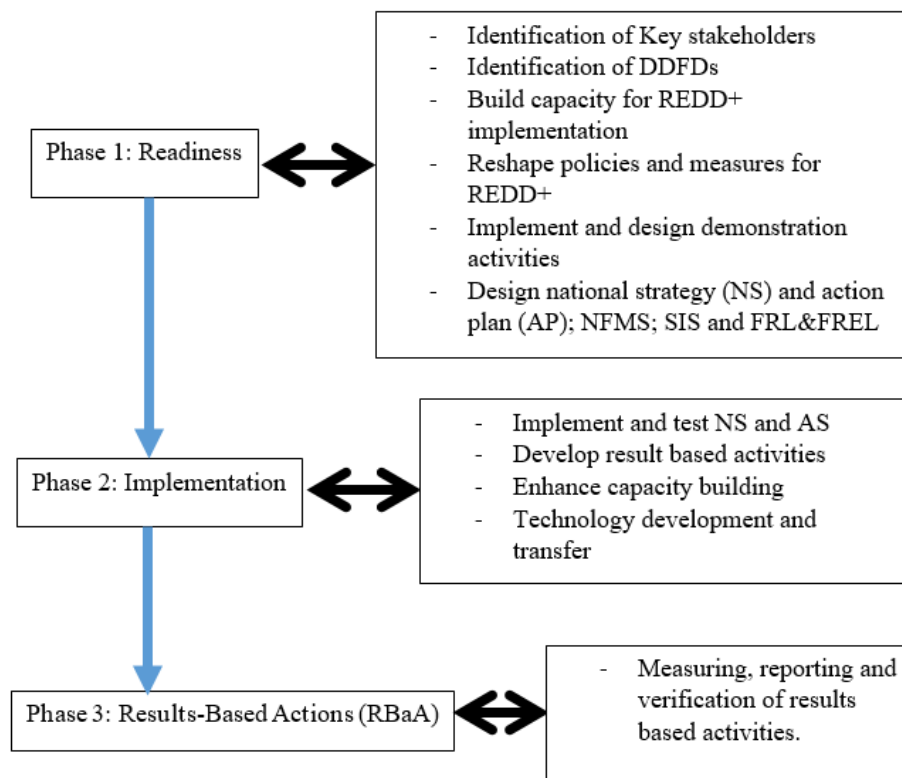 Phase 1: Readiness
- Identification of Key stakeholders
- Identification of DDFDs
- Build capacity for REDD+
implementation
- Reshape policies and measures for
REDD+
- Implement and design demonstration
activities
- Design national strategy (NS) and action
plan (AP); NFMS; SIS and FRL&FREL
Phase 2: Implementation
- Implement and test NS and AS
- Develop result based activities
- Enhance capacity building
- Technology development and
transfer
Phase 3: Results-Based Actions (RBaA)
- Measuring, reporting and
verification of results
based activities.